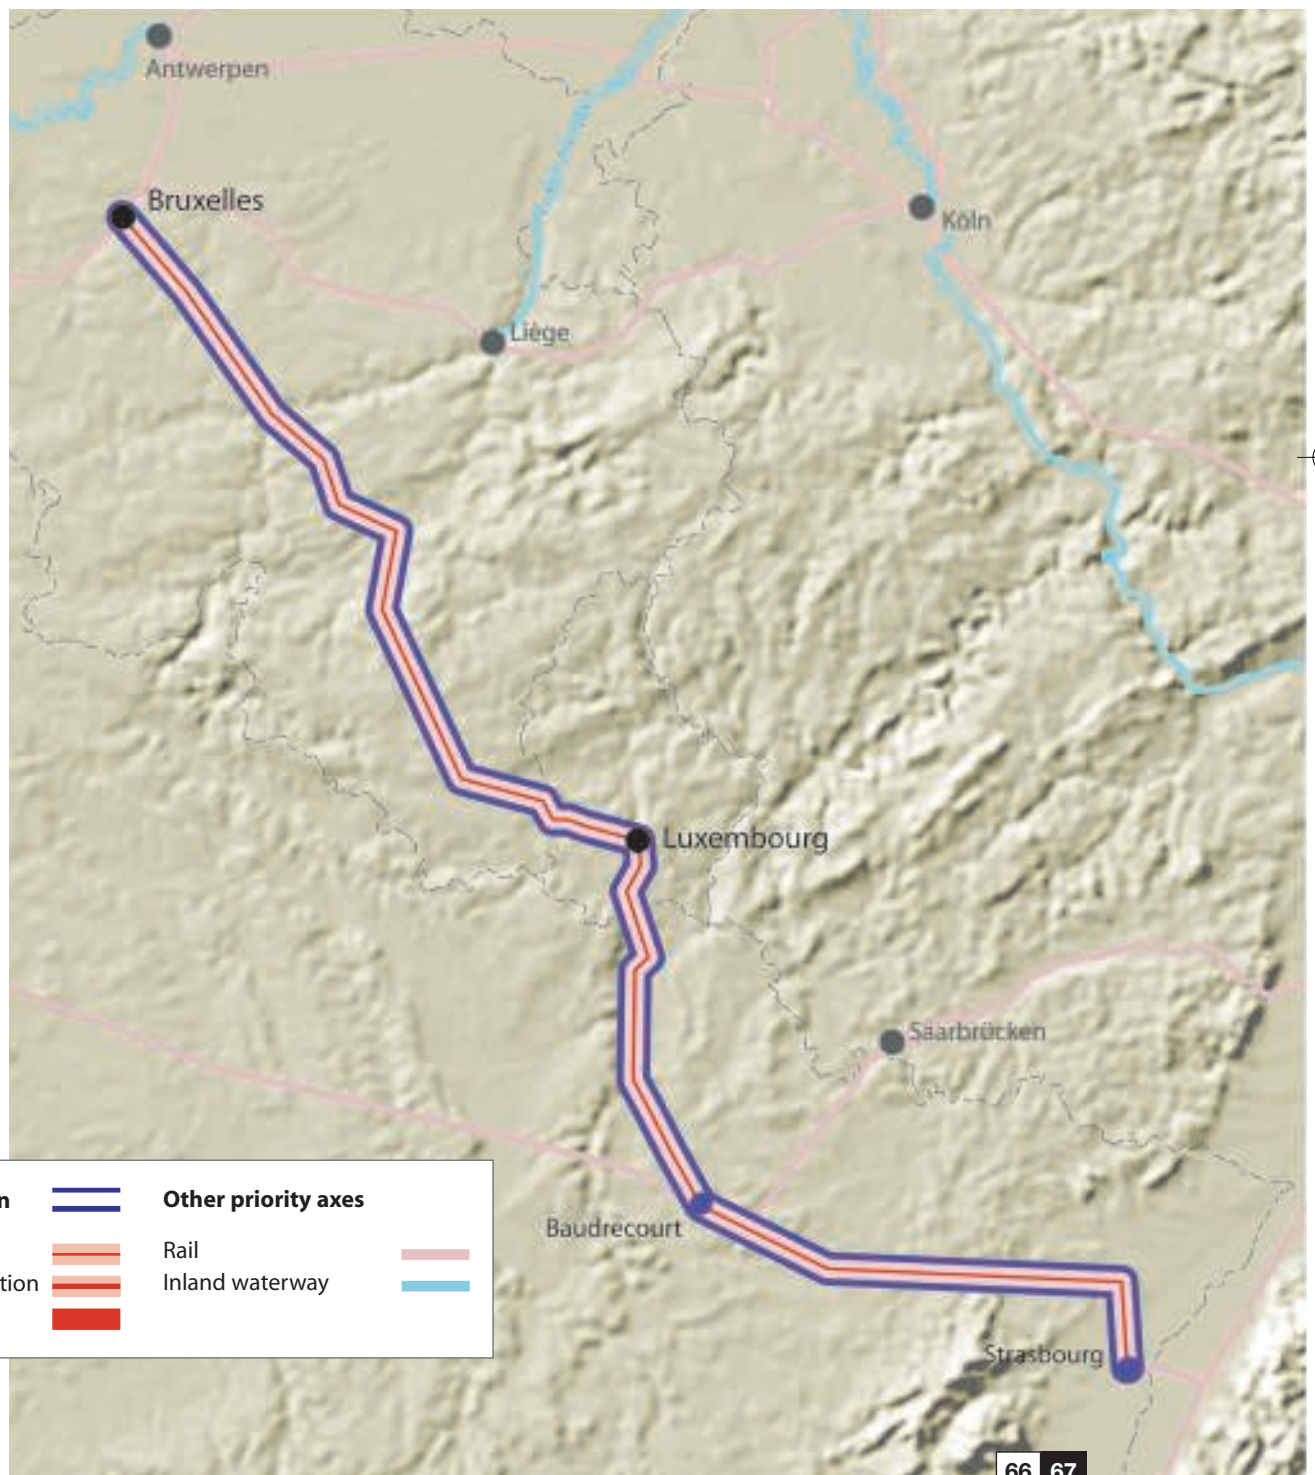 Antwerpen
Bruxelles
Köln
Liège
Luxembourg
Saarbrücken
n Other priority axes
Rail
tion Inland waterway
Baudrecourt
Strasbourg
66 67